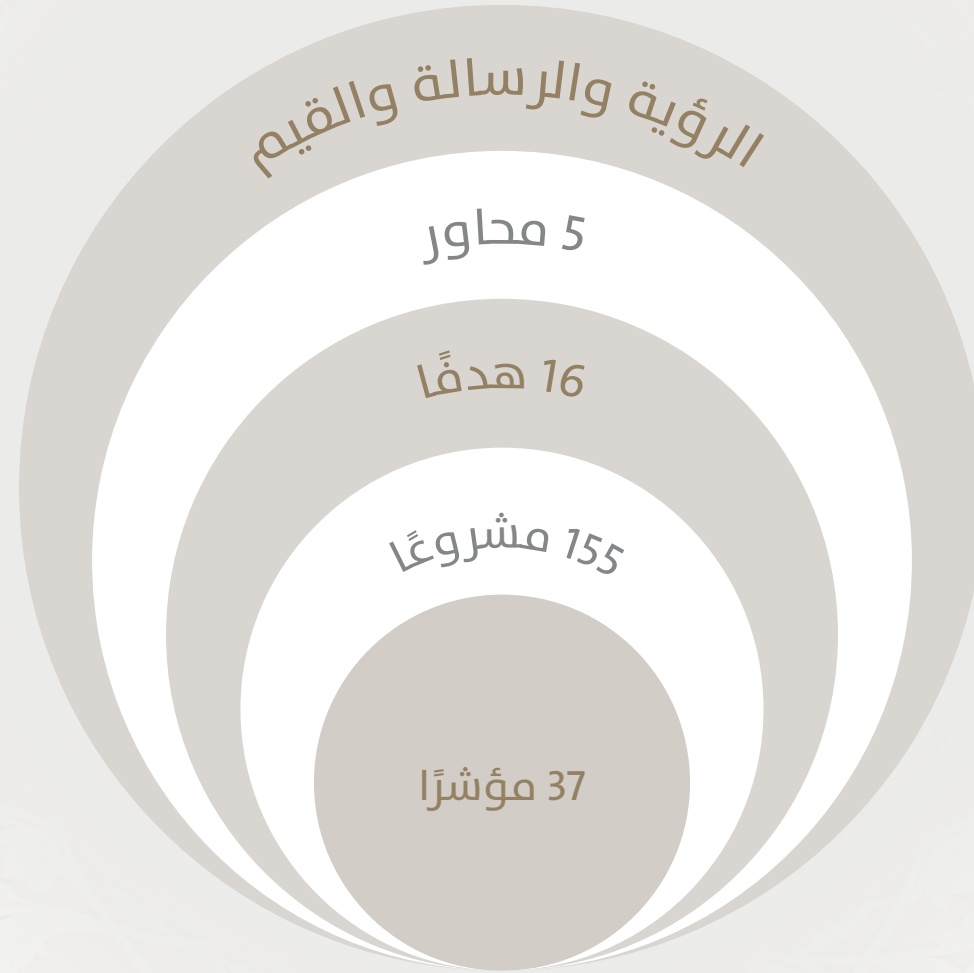 الرؤية والرسالة والقيم
5 محاور
16 هدفًا
155 مشروعًا
37 مؤشرًا